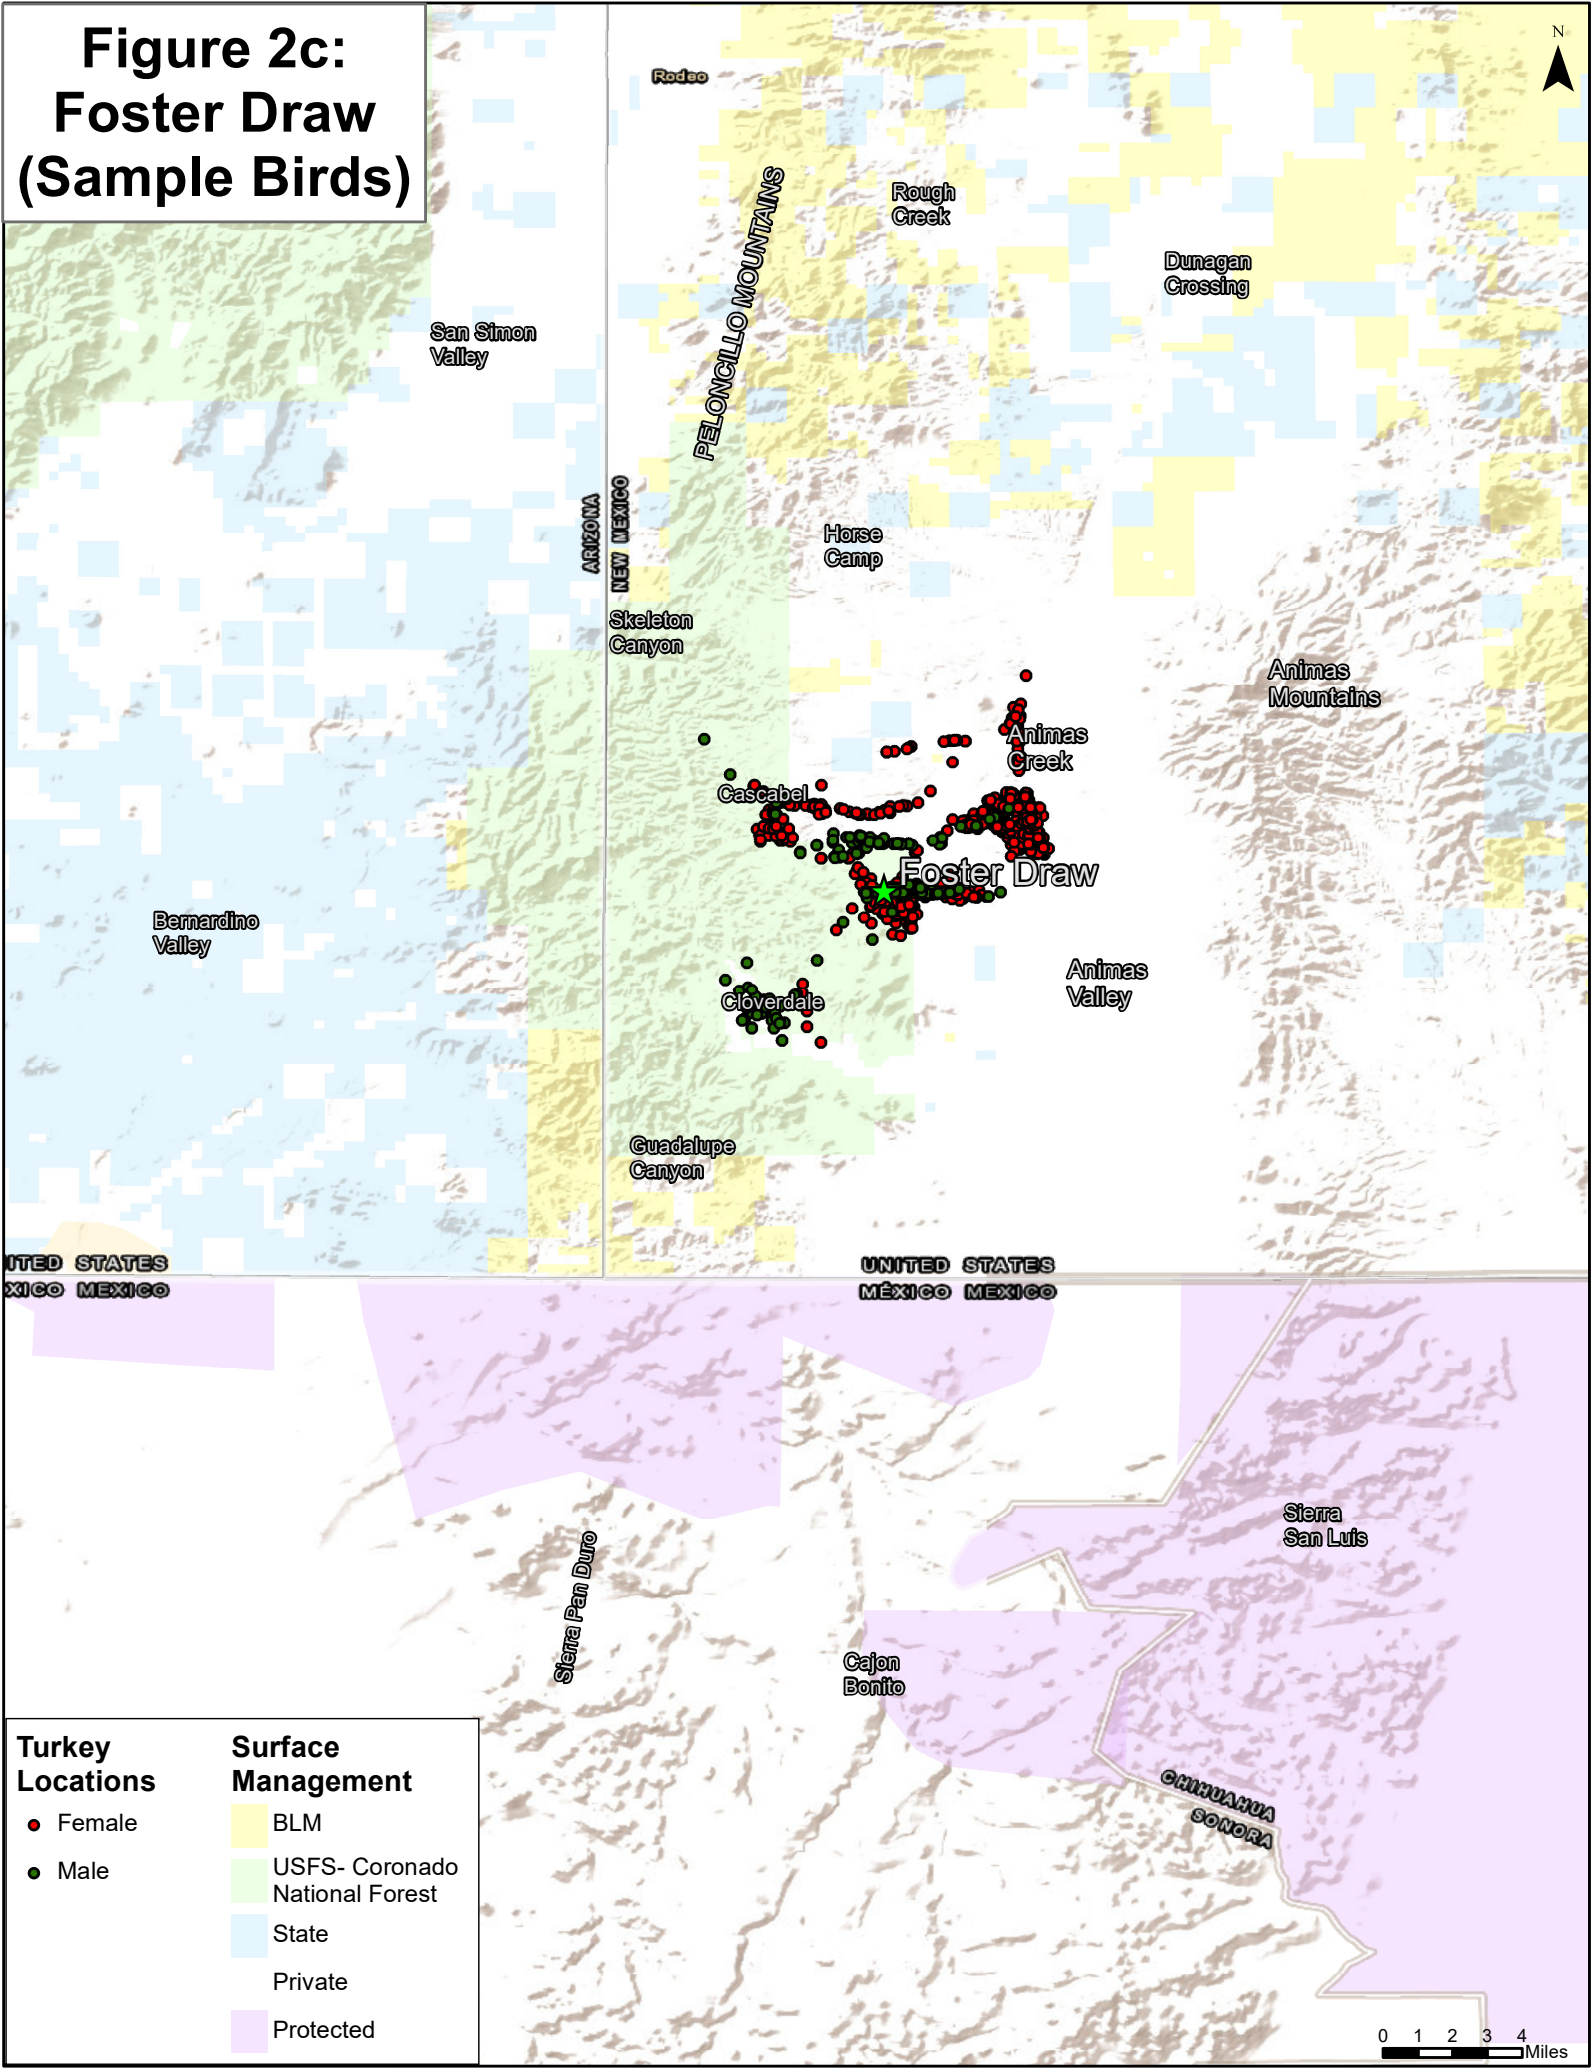 Figure 2c:
Foster Draw
(Sample Birds)
N
Rodeo
PELONCILLO MOUNTAINS
Rough
Creek
Dunagan
Crossing
San Simon
Valley
ARIZONA
NEW MEXICO
Horse
Camp
Skeleton
Canyon
Animas
Mountains
Animas
Creek
Cascabel
Foster Draw
Bernardino
Valley
Animas
Valley
Cloverdale
Guadalupe
Canyon
ITED STATES
XICO MEXICO
UNITED STATES
MÉXICO MEXICO
Sierra
San Luis
Sierra Pan Duro
Cajon
Bonito
CHIHUAHUA
SONORA
Turkey
Locations
Female
Male
Surface
Management
BLM
USFS- Coronado
National Forest
State
Private
Protected
0 1 2 3 4
Miles